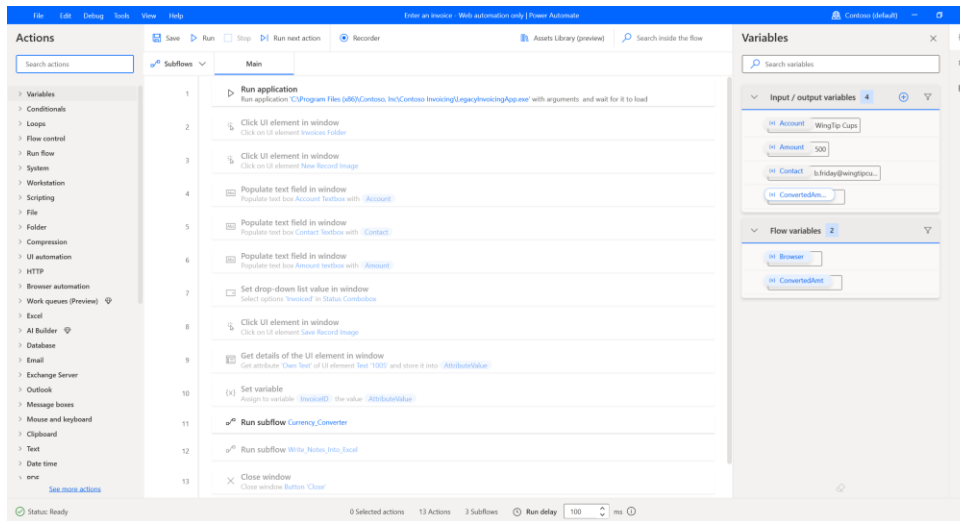 File Edit Debug Tools View Help
Enter an invoice - Web automation only | Power Automate
Contoso (default)
Actions
Search actions
Variables
Conditionals
Loops
Flow control
Run flow
System
Workstation
Scripting
File
Folder
Compression
UI automation
HTTP
Browser automation
Work queues (Preview)
Excel
AI Builder
Database
Email
Exchange Server
Outlook
Message boxes
Mouse and keyboard
Clipboard
Text
Date time
See more actions
Save Run Stop Run next action Recorder
Assets Library (preview) Search inside the flow
Subflows Main
1 Run application
Run application 'C:\Program Files (x86)\Contoso, Inc\Contoso Invoicing\LegacyInvoicingApp.exe' with arguments and wait for it to load
2 Click UI element in window
Click on UI element Invoices Folder
3 Click UI element in window
Click on UI element New Record Image
4 Populate text field in window
Populate text box Account Textbox with Account
5 Populate text field in window
Populate text box Contact Textbox with Contact
6 Populate text field in window
Populate text box Amount textbox with Amount
7 Set drop-down list value in window
Select options 'Invoiced' in Status Combobox
8 Click UI element in window
Click on UI element Save Record Image
9 Get details of the UI element in window
Get attribute 'Own Text' of UI element Text '1005' and store it into AttributeValue
10 {x} Set variable
Assign to variable InvoiceID the value AttributeValue
11 Run subflow Currency_Converter
12 Run subflow Write_Notes_Into_Excel
13 Close window
Close window Button 'Close'
Variables
Search variables
Input / output variables 4
Account WingTip Cups
Amount 500
Contact b.friday@wingtipcu...
ConvertedAm...
Flow variables 2
Browser
ConvertedAmt
Status: Ready
0 Selected actions 13 Actions 3 Subflows Run delay 100 ms